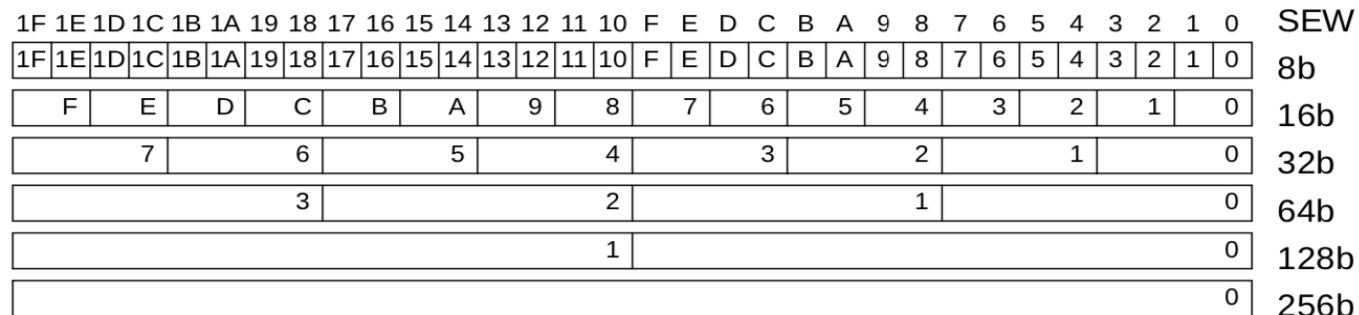 1F 1E 1D 1C 1B 1A 19 18 17 16 15 14 13 12 11 10 F E D C B A 9 8 7 6 5 4 3 2 1 0 SEW
1F 1E 1D 1C 1B 1A 19 18 17 16 15 14 13 12 11 10 F E D C B A 9 8 7 6 5 4 3 2 1 0 8b
F E D C B A 9 8 7 6 5 4 3 2 1 0 16b
7 6 5 4 3 2 1 0 32b
3 2 1 0 64b
1 0 128b
0 256b